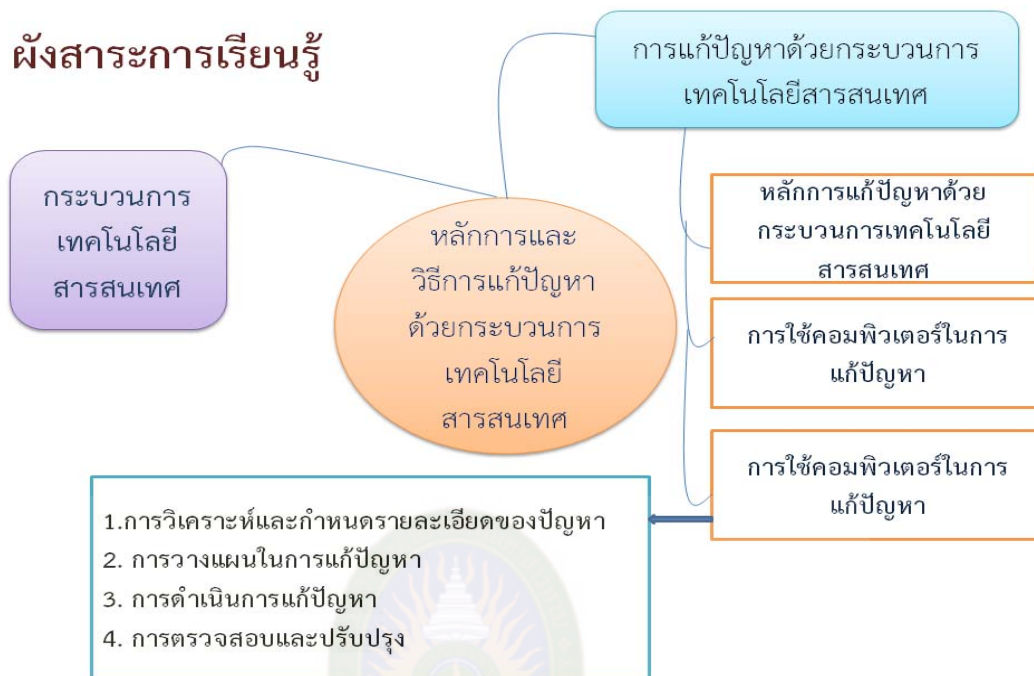 ผังสาระการเรียนรู้
การแก้ปัญหาด้วยกระบวนการ
เทคโนโลยีสารสนเทศ
กระบวนการ
เทคโนโลยี
สารสนเทศ
หลักการและ
วิธีการแก้ปัญหา
ด้วยกระบวนการ
เทคโนโลยี
สารสนเทศ
หลักการแก้ปัญหาด้วย
กระบวนการเทคโนโลยี
สารสนเทศ
การใช้คอมพิวเตอร์ในการ
แก้ปัญหา
การใช้คอมพิวเตอร์ในการ
แก้ปัญหา
1.การวิเคราะห์และกำหนดรายละเอียดของปัญหา
2. การวางแผนในการแก้ปัญหา
3. การดำเนินการแก้ปัญหา
4. การตรวจสอบและปรับปรุง